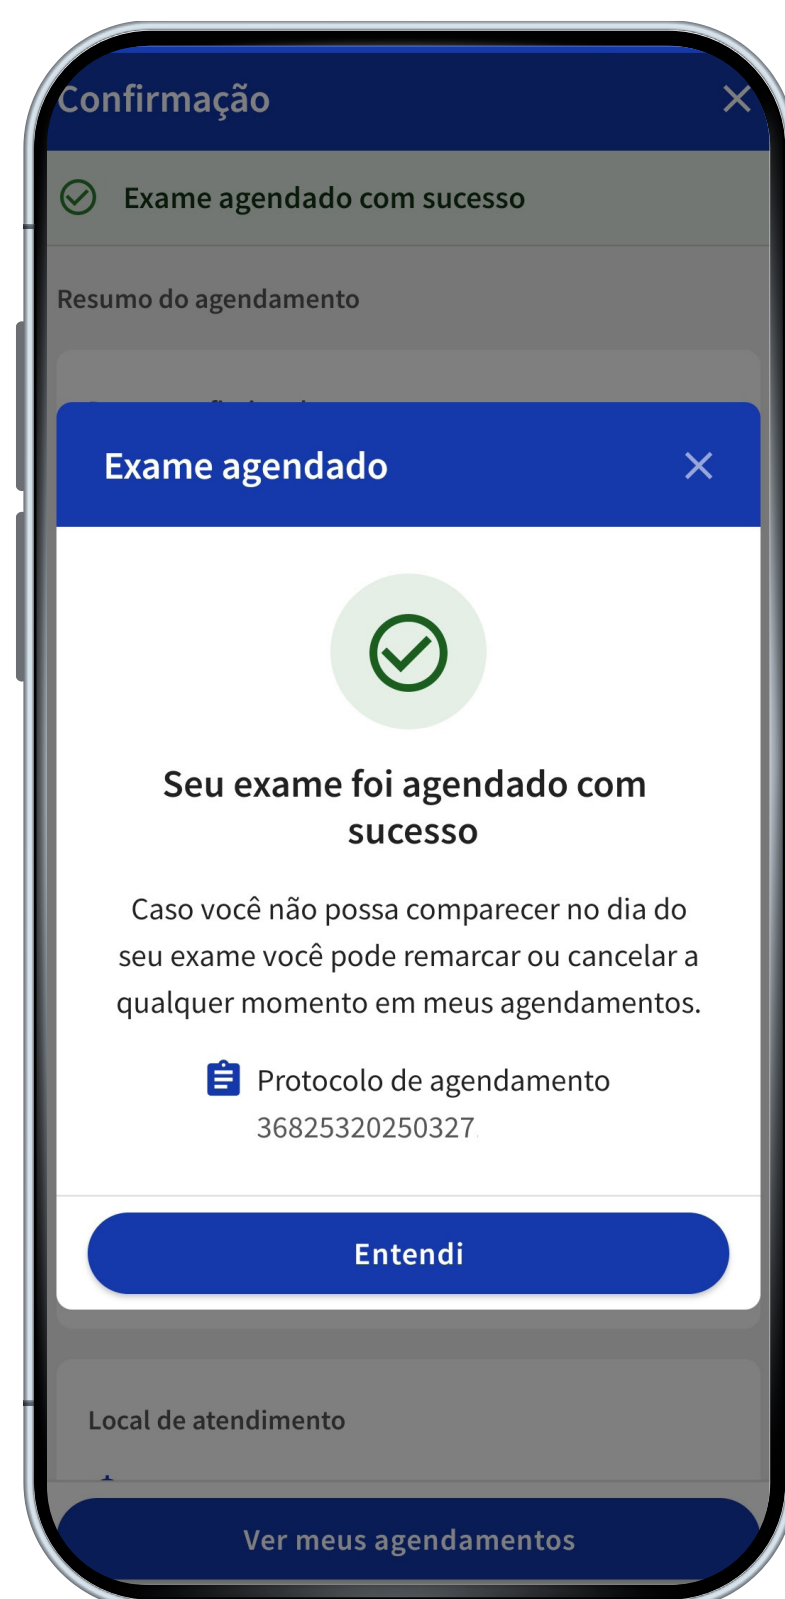 Confirmação
Exame agendado com sucesso
Resumo do agendamento
Exame agendado
Seu exame foi agendado com
sucesso
Caso você não possa comparecer no dia do
seu exame você pode remarcar ou cancelar a
qualquer momento em meus agendamentos.
Protocolo de agendamento
36825320250327
Entendi
Local de atendimento
Ver meus agendamentos